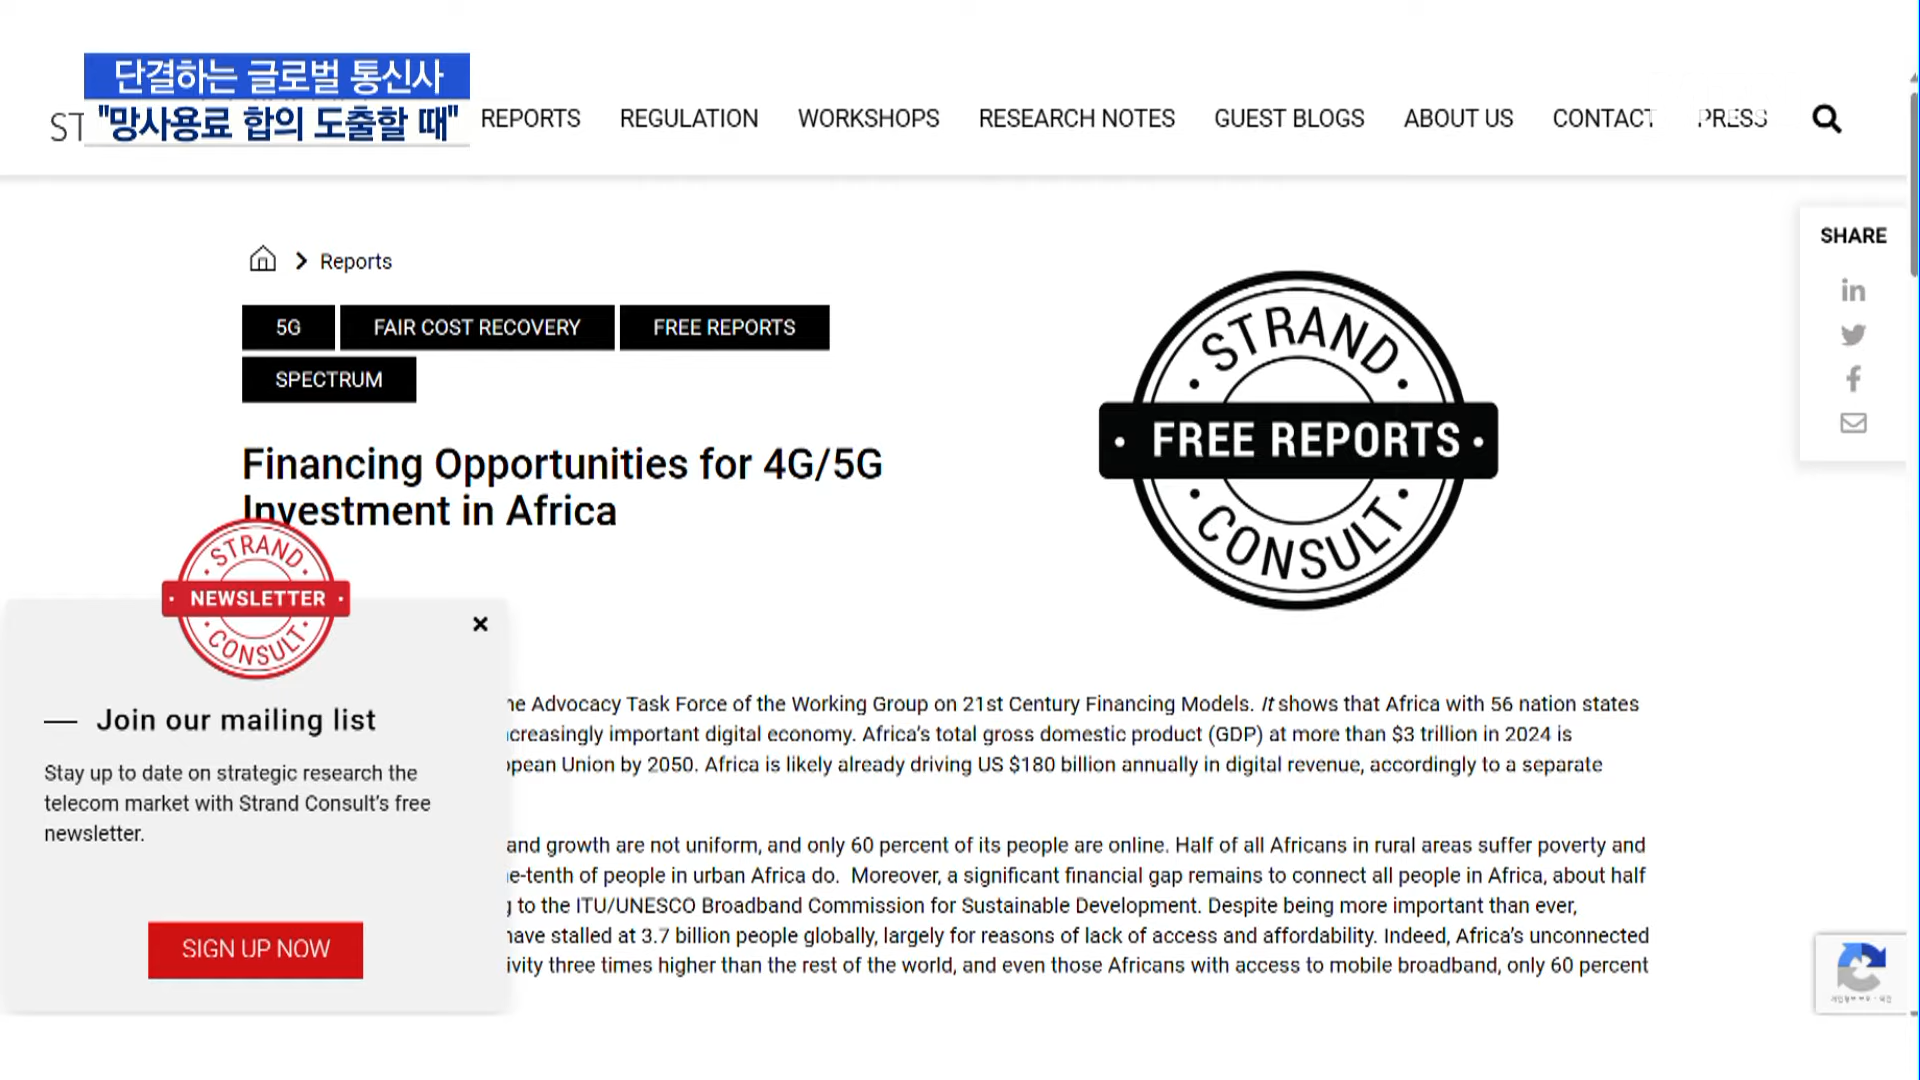 단결하는 글로벌 통신사
"망사용료 합의 도출할 때"
ST
REPORTS REGULATION WORKSHOPS RESEARCH NOTES GUEST BLOGS ABOUT US CONTACT PRESS
SHARE
Reports
5G FAIR COST RECOVERY FREE REPORTS
SPECTRUM
STRAND
FREE REPORTS
CONSULT
Financing Opportunities for 4G/5G
Investment in Africa
STRAND
NEWSLETTER
CONSULT
Join our mailing list
Stay up to date on strategic research the
telecom market with Strand Consult's free
newsletter.
SIGN UP NOW
Advocacy Task Force of the Working Group on 21st Century Financing Models. It shows that Africa with 56 nation states
important digital economy. Africa's total gross domestic product (GDP) at more than $3 trillion in 2024 is
Union by 2050. Africa is likely already driving US $180 billion annually in digital revenue, accordingly to a separate
and growth are not uniform, and only 60 percent of its people are online. Half of all Africans in rural areas suffer poverty and
e-tenth of people in urban Africa do. Moreover, a significant financial gap remains to connect all people in Africa, about half
to the ITU/UNESCO Broadband Commission for Sustainable Development. Despite being more important than ever,
have stalled at 3.7 billion people globally, largely for reasons of lack of access and affordability. Indeed, Africa's unconnected
ivity three times higher than the rest of the world, and even those Africans with access to mobile broadband, only 60 percent